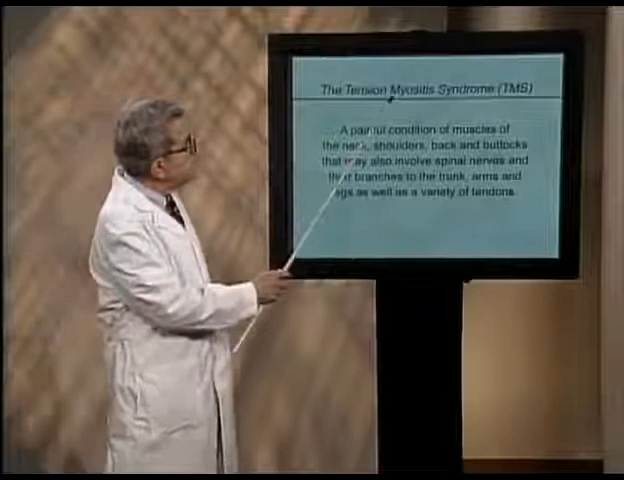 The Tension Myositis Syndrome (TMS)
A painful condition of muscles of
the neck, shoulders, back and buttocks
that may also involve spinal nerves and
their branches to the trunk, arms and
legs as well as a variety of tendons.